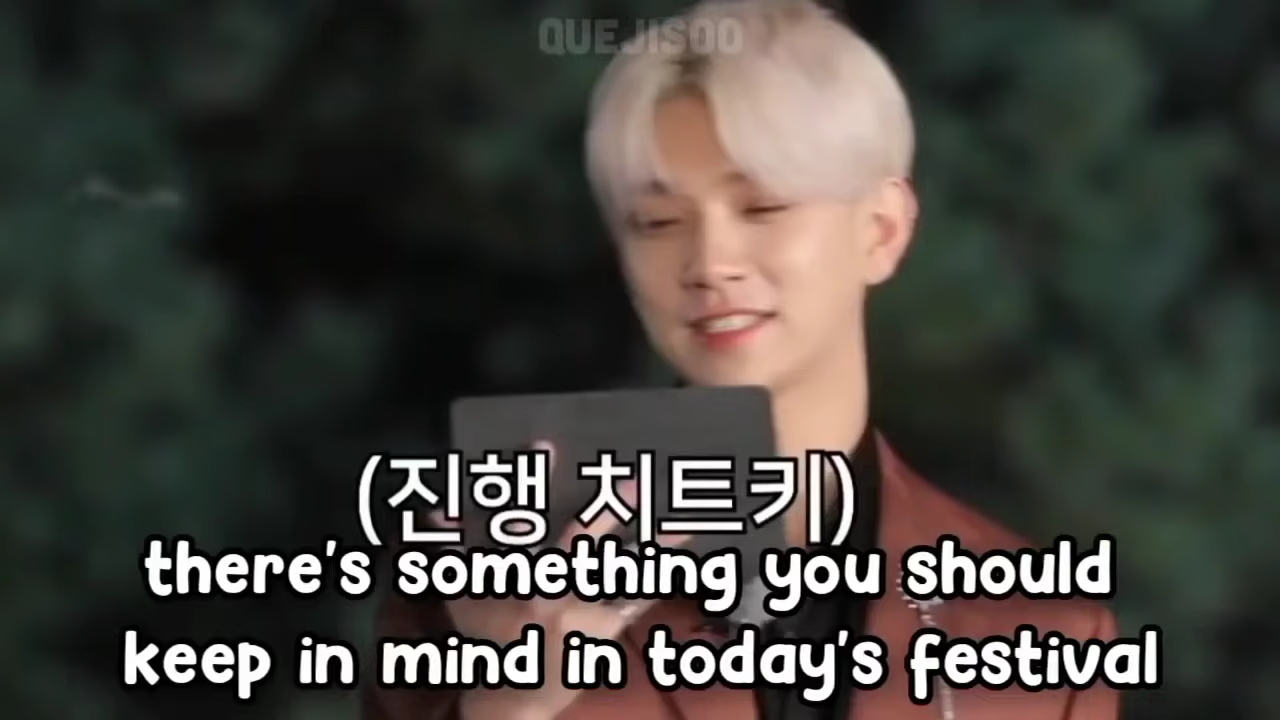 QUEJISOO
(진행 치트키)
there's something you should
keep in mind in today's festival